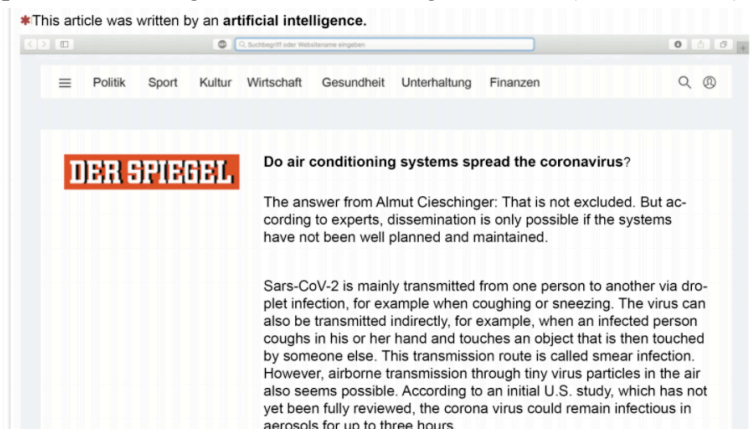 *This article was written by an artificial intelligence.
Suchbegriff oder Websitename eingeben
Politik Sport Kultur Wirtschaft Gesundheit Unterhaltung Finanzen
DER SPIEGEL
Do air conditioning systems spread the coronavirus?
The answer from Almut Cieschinger: That is not excluded. But ac-
cording to experts, dissemination is only possible if the systems
have not been well planned and maintained.
Sars-CoV-2 is mainly transmitted from one person to another via dro-
plet infection, for example when coughing or sneezing. The virus can
also be transmitted indirectly, for example, when an infected person
coughs in his or her hand and touches an object that is then touched
by someone else. This transmission route is called smear infection.
However, airborne transmission through tiny virus particles in the air
also seems possible. According to an initial U.S. study, which has not
yet been fully reviewed, the corona virus could remain infectious in
aerosols for up to three hours